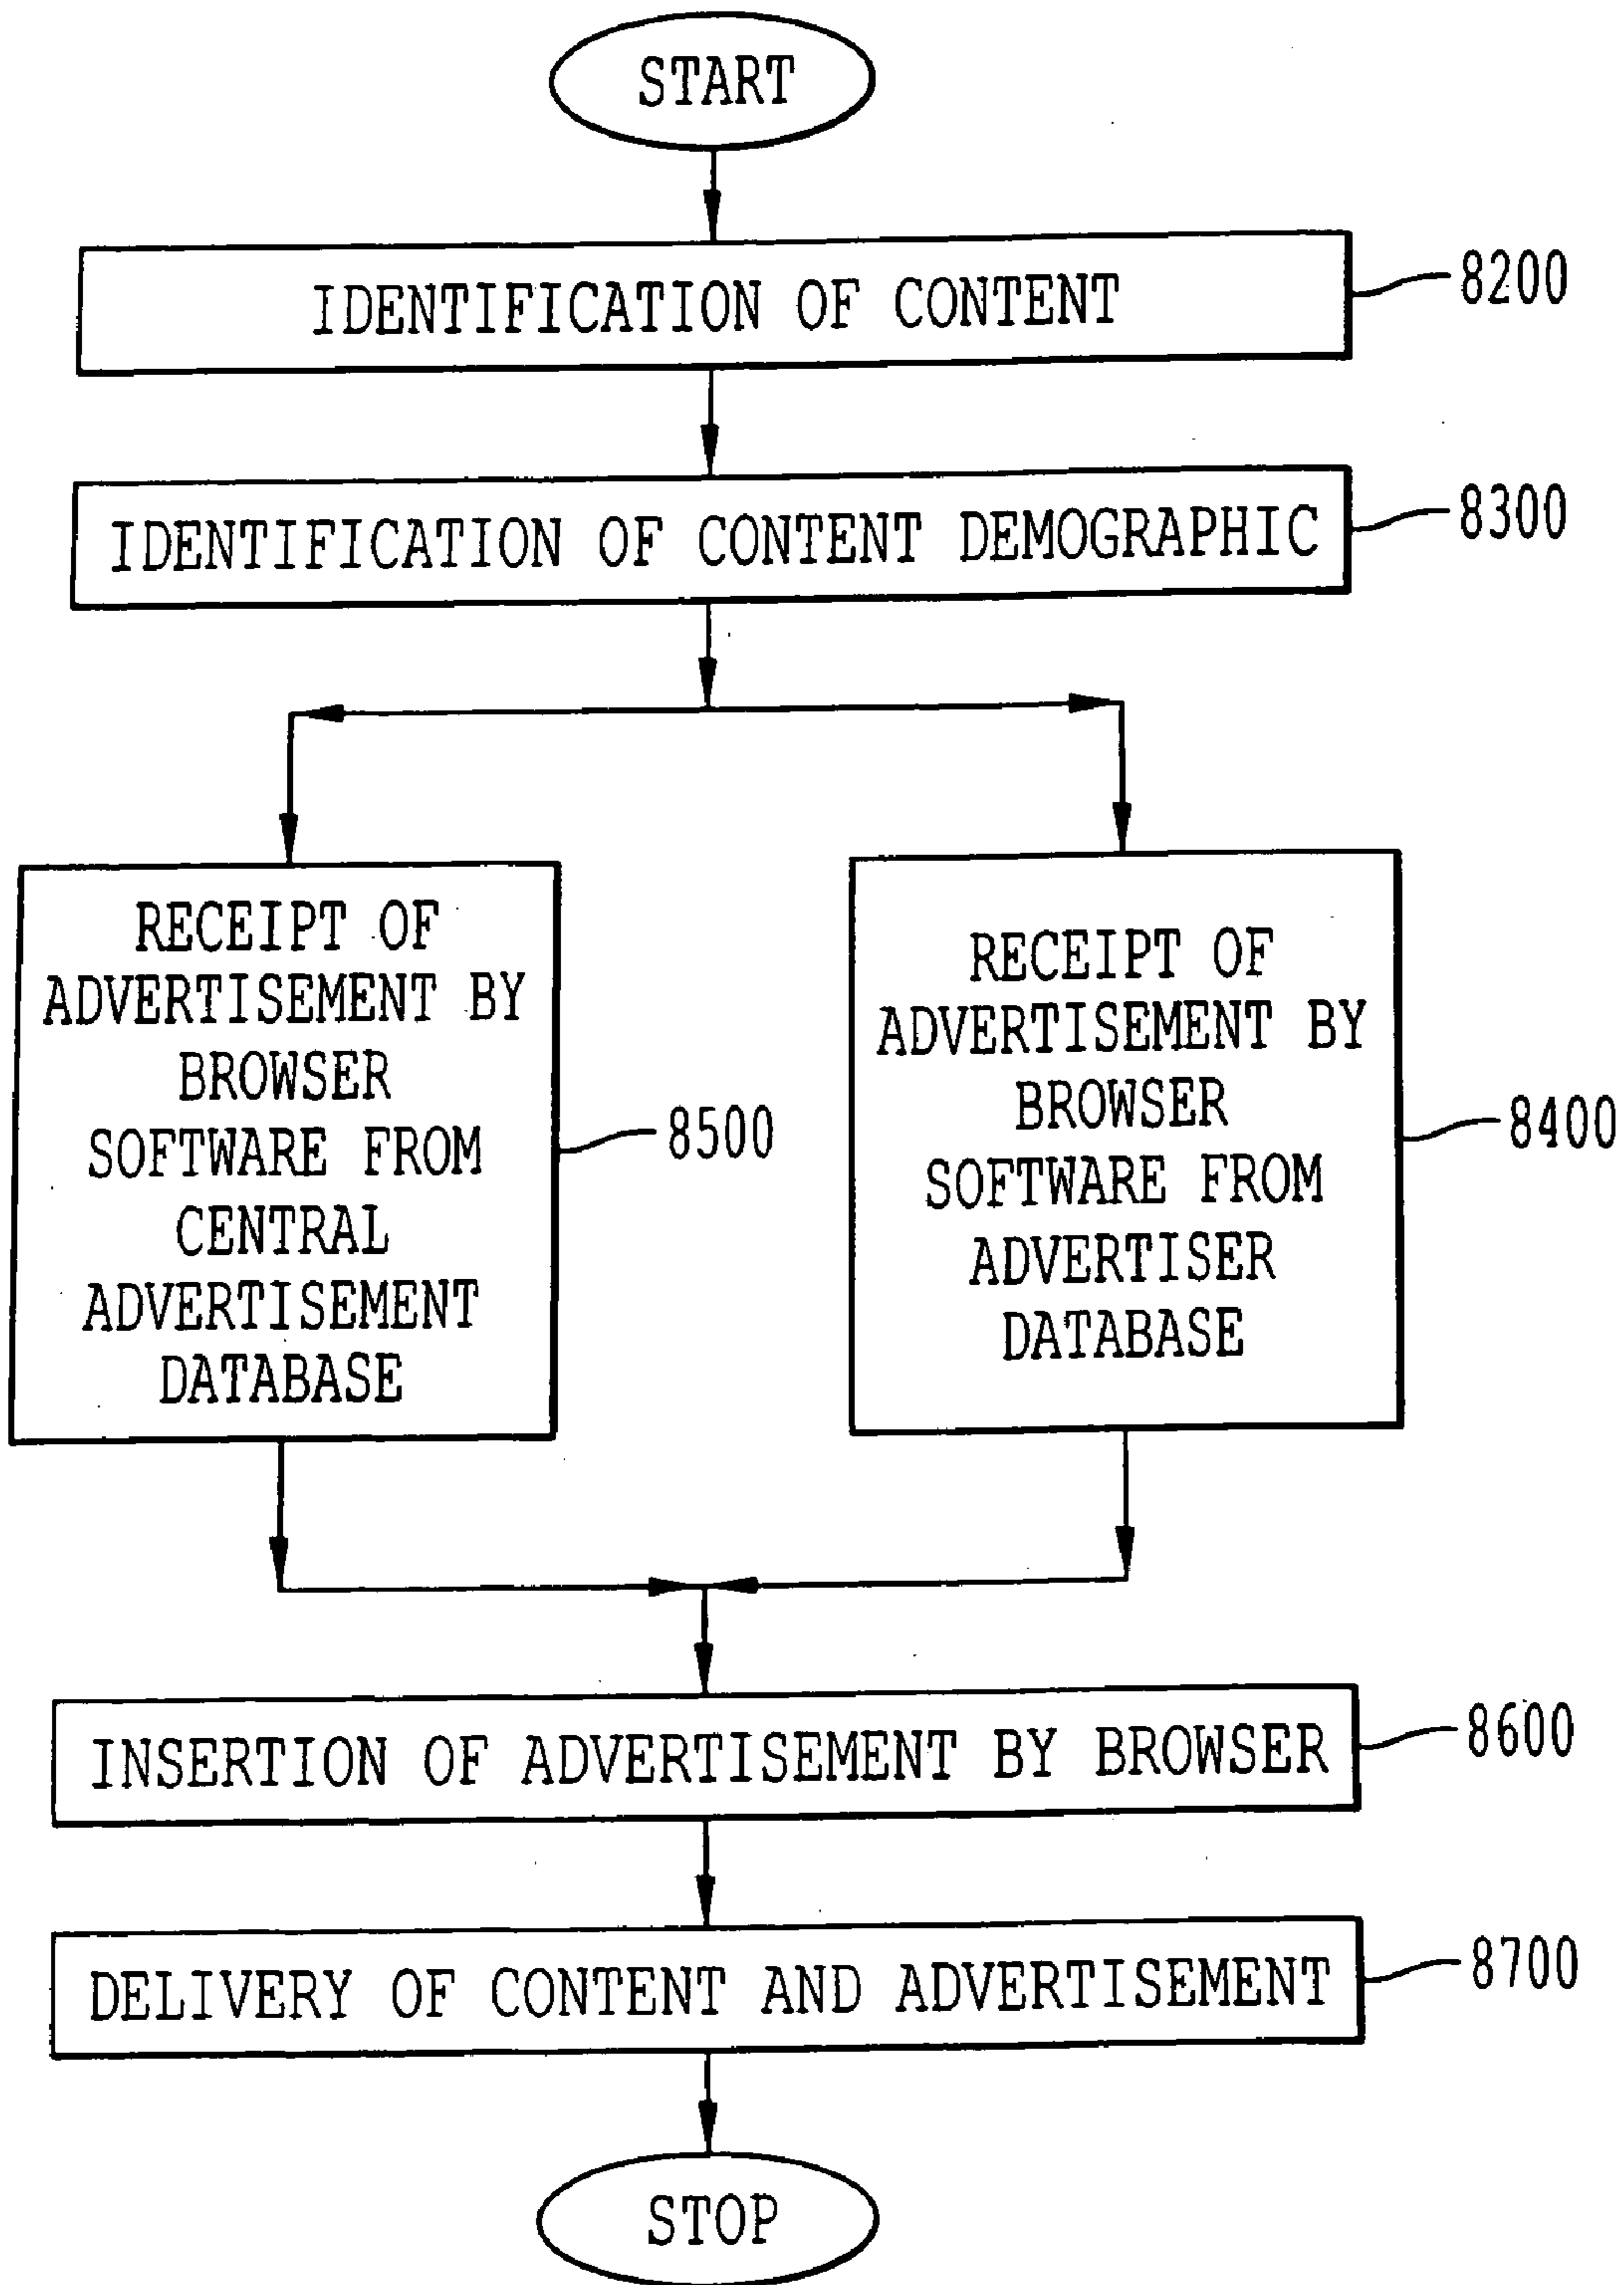 START
IDENTIFICATION OF CONTENT
8200
IDENTIFICATION OF CONTENT DEMOGRAPHIC
8300
RECEIPT OF
ADVERTISEMENT BY
BROWSER
SOFTWARE FROM
CENTRAL
ADVERTISEMENT
DATABASE
8500
RECEIPT OF
ADVERTISEMENT BY
BROWSER
SOFTWARE FROM
ADVERTISER
DATABASE
8400
INSERTION OF ADVERTISEMENT BY BROWSER
8600
DELIVERY OF CONTENT AND ADVERTISEMENT
8700
STOP